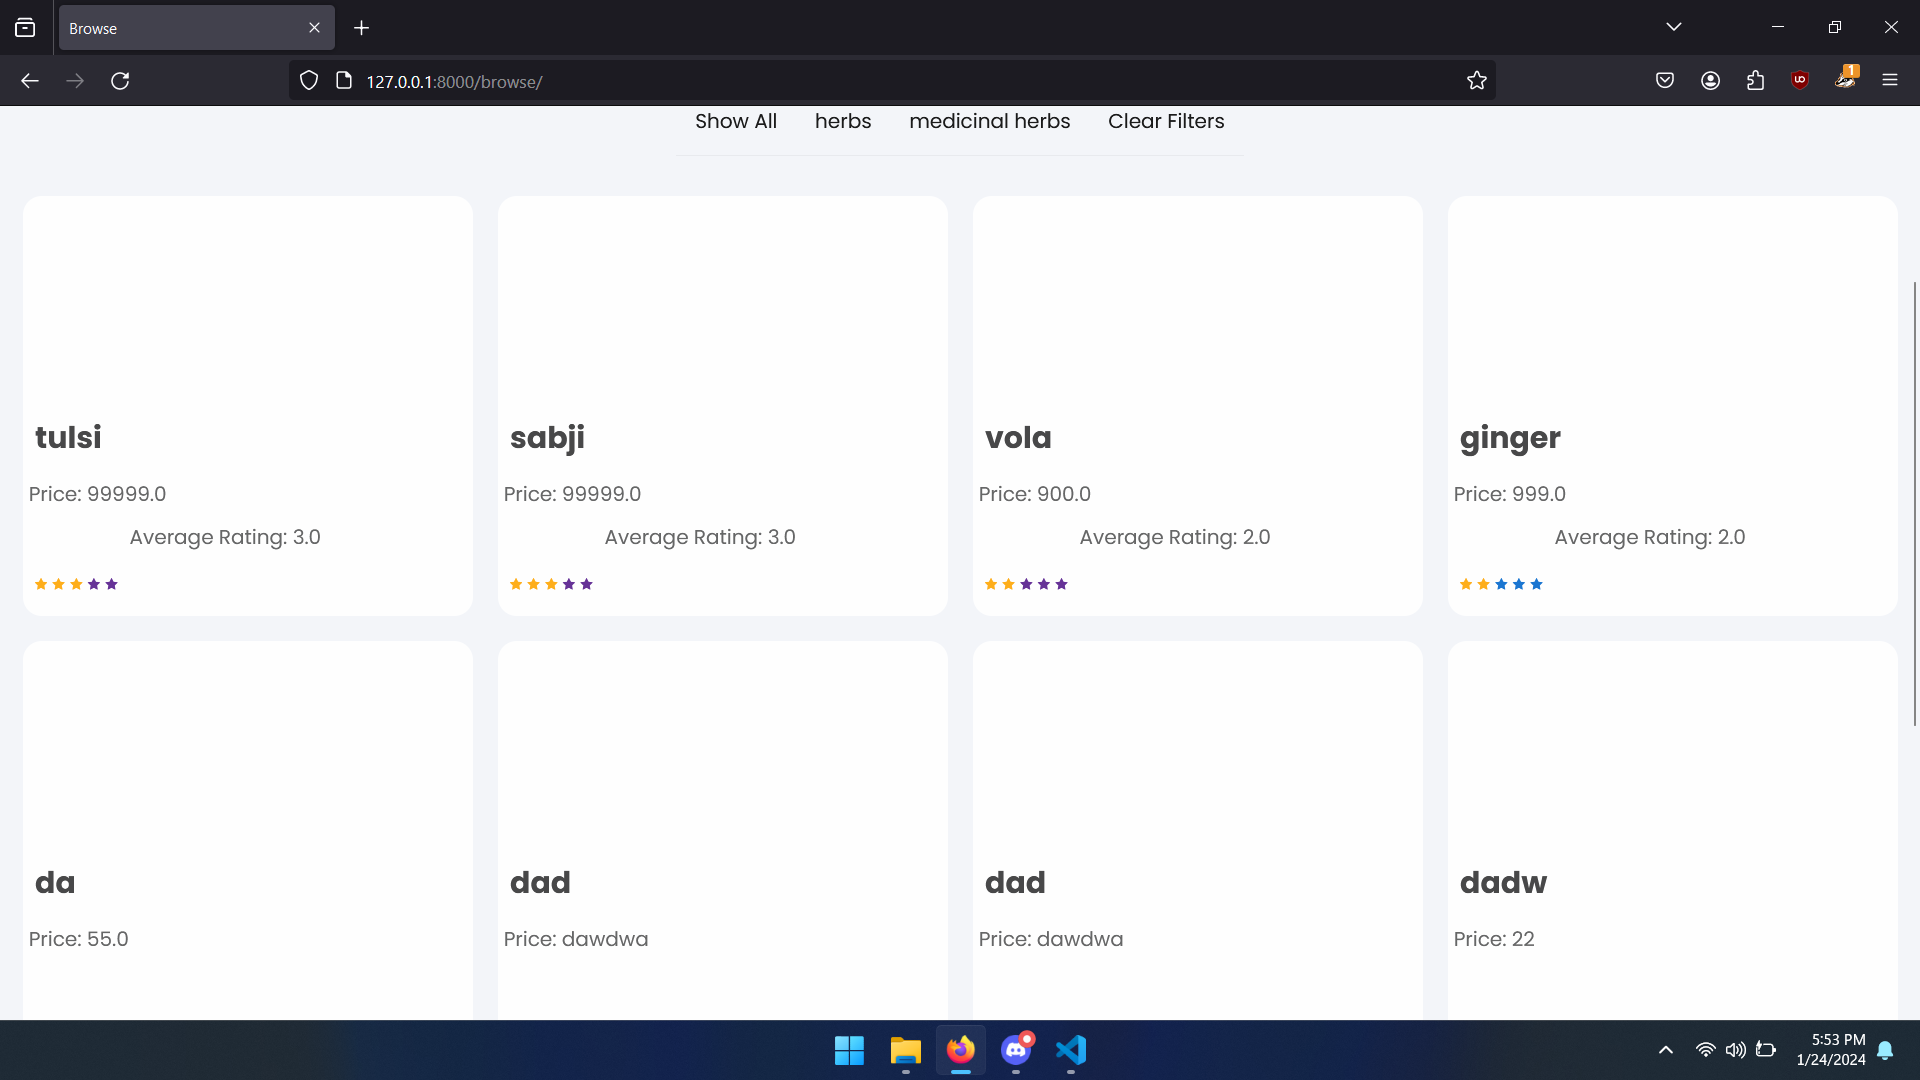 Browse
127.0.0.1:8000/browse/
1
Show All herbs medicinal herbs Clear Filters
tulsi
Price: 99999.0
Average Rating: 3.0
sabji
Price: 99999.0
Average Rating: 3.0
vola
Price: 900.0
Average Rating: 2.0
ginger
Price: 999.0
Average Rating: 2.0
da
Price: 55.0
dad
Price: dawdwa
dad
Price: dawdwa
dadw
Price: 22
5:53 PM
1/24/2024